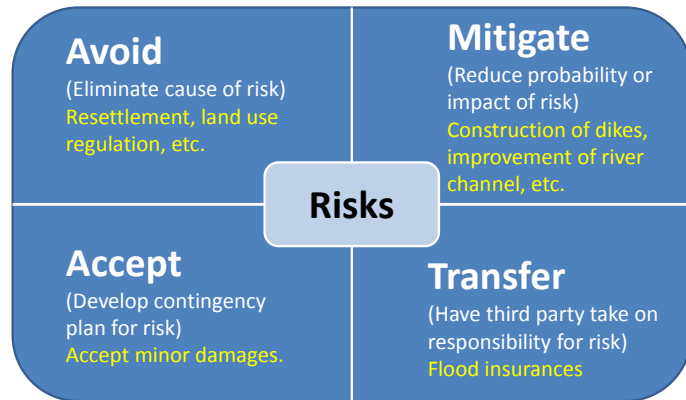 Avoid
(Eliminate cause of risk)
Resettlement, land use
regulation, etc.
Mitigate
(Reduce probability or
impact of risk)
Construction of dikes,
improvement of river
channel, etc.
Risks
Accept
(Develop contingency
plan for risk)
Accept minor damages.
Transfer
(Have third party take on
responsibility for risk)
Flood insurances